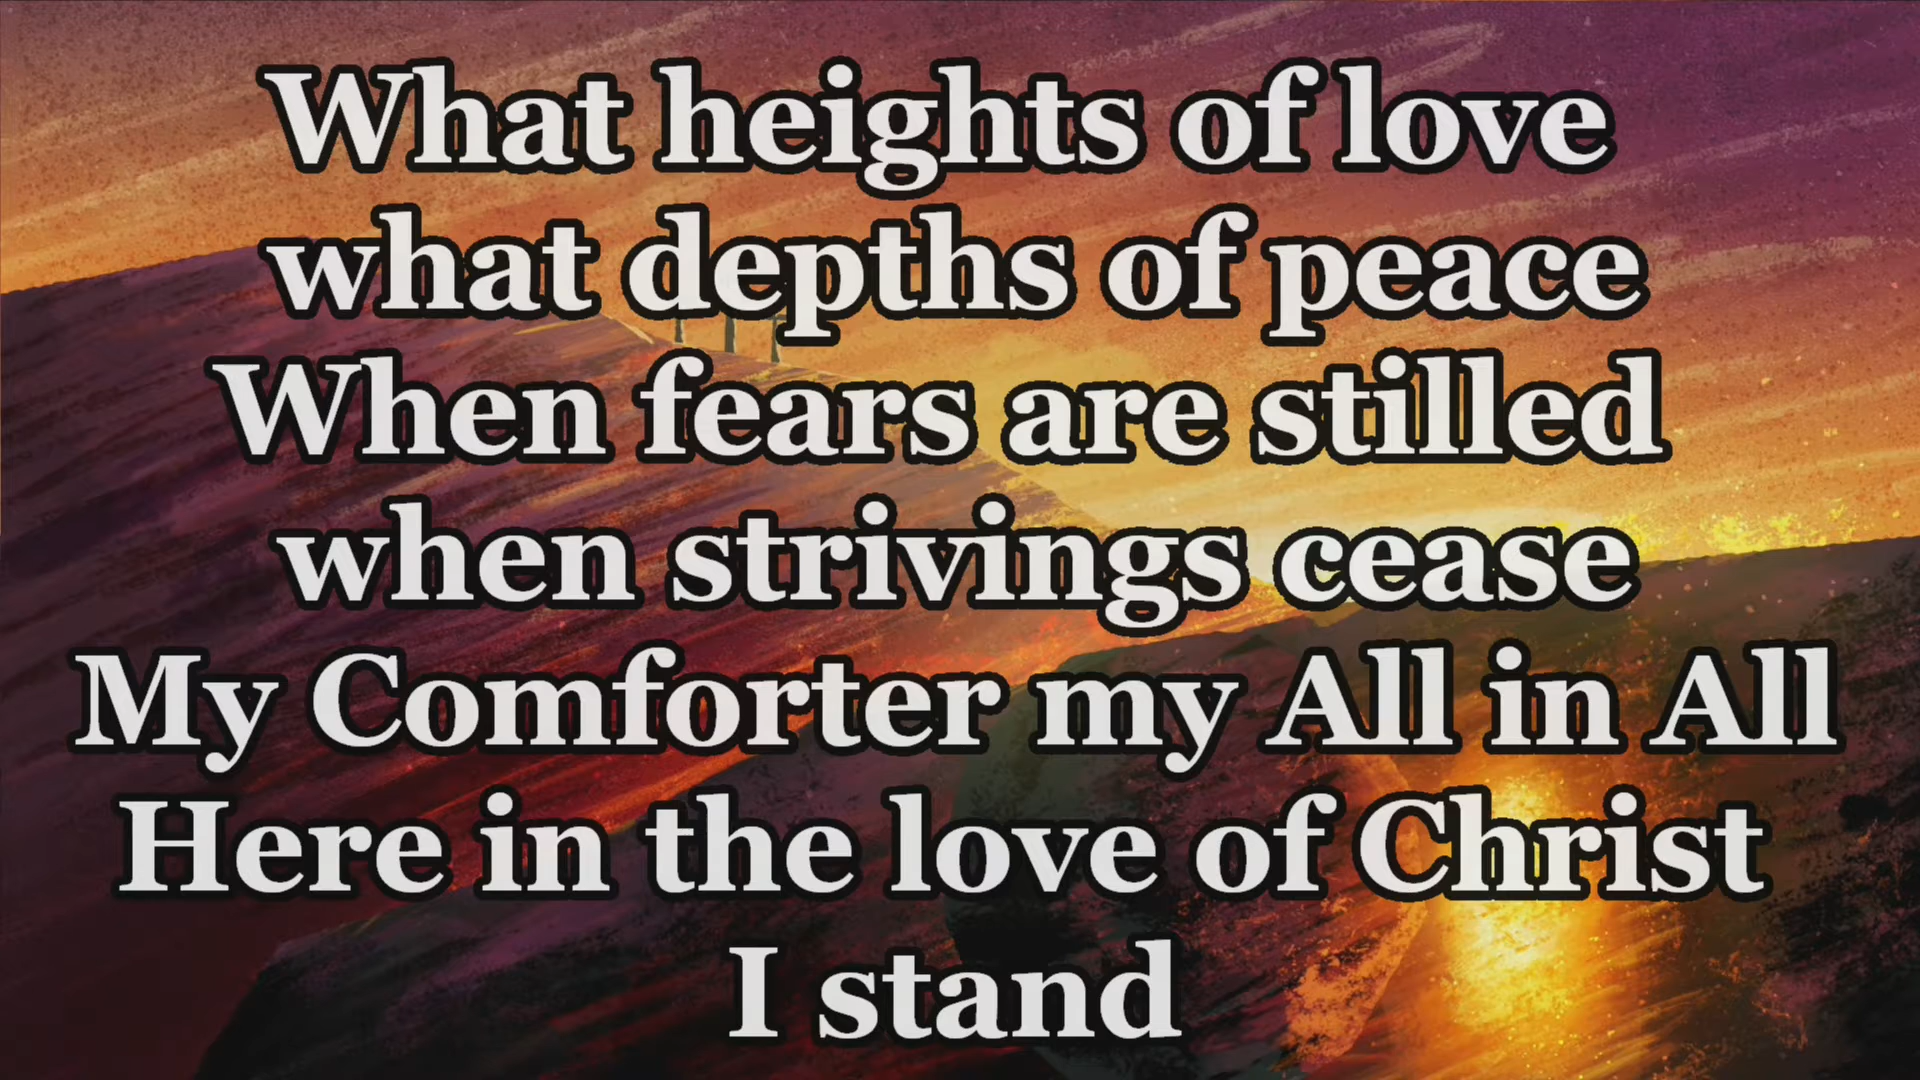 What heights of love
what depths of peace
When fears are stilled
when strivings cease
My Comforter my All in All
Here in the love of Christ
I stand